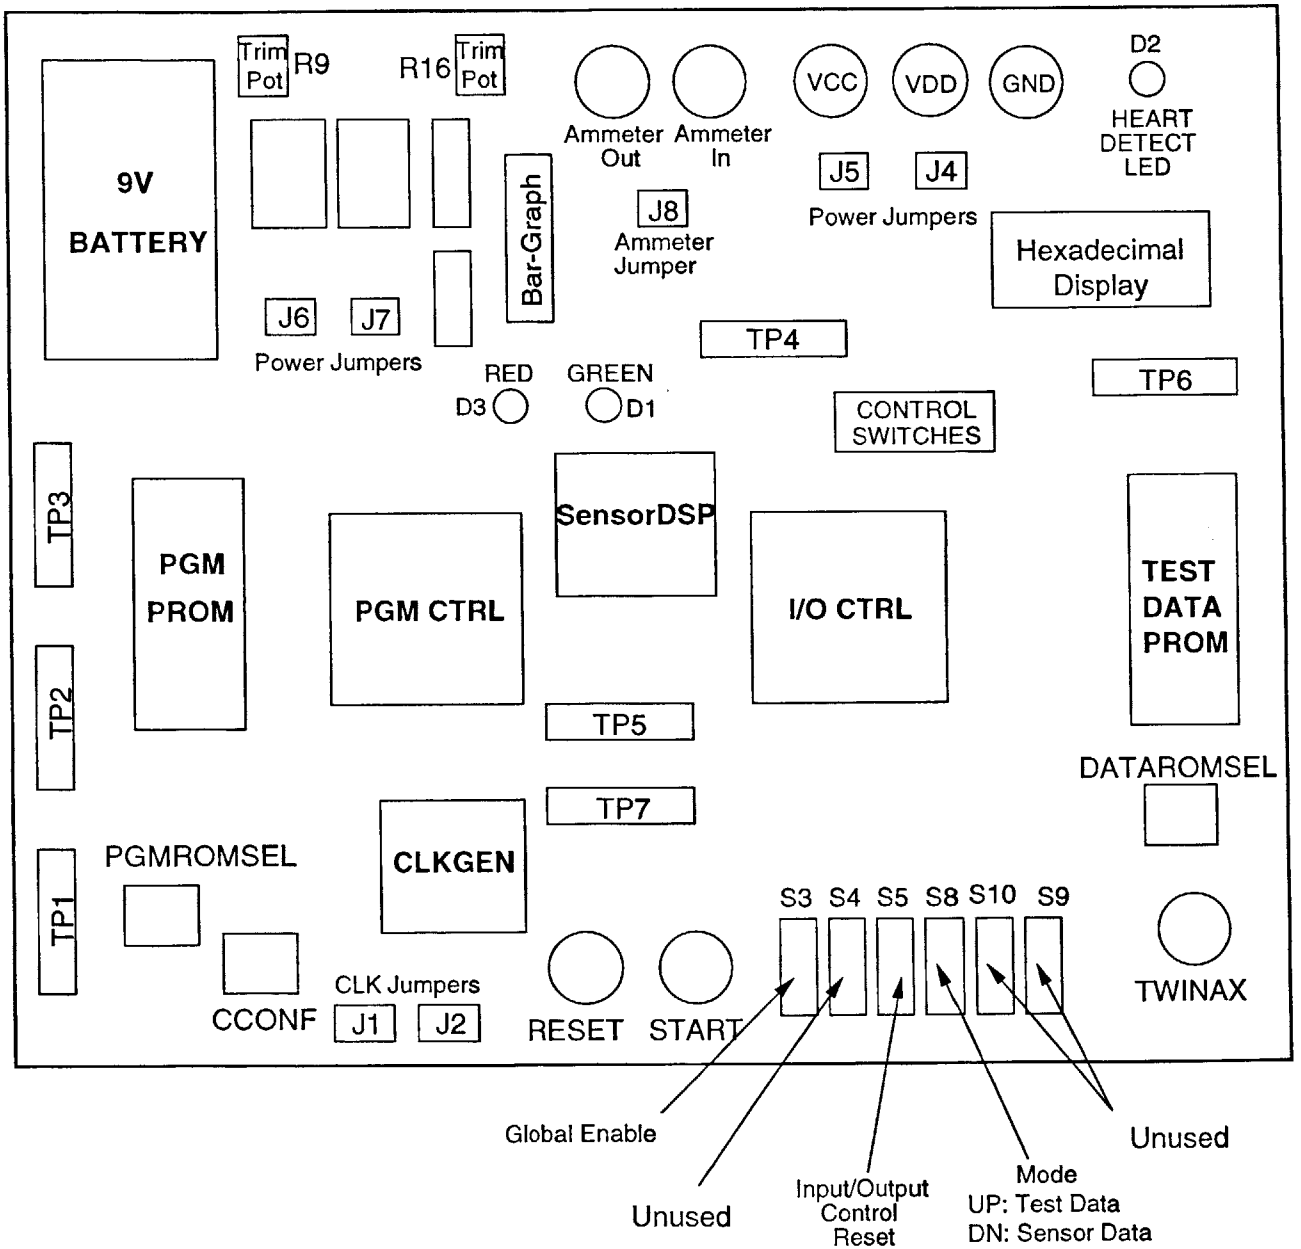 Trim
Pot
R9
R16
Trim
Pot
Ammeter
Out
Ammeter
In
VCC
VDD
GND
D2
HEART
DETECT
LED
9V
BATTERY
Bar-Graph
J8
Ammeter
Jumper
J5
J4
Power Jumpers
Hexadecimal
Display
J6
J7
Power Jumpers
TP4
TP6
RED
D3
GREEN
D1
CONTROL
SWITCHES
TP3
PGM
PROM
PGM CTRL
SensorDSP
I/O CTRL
TEST
DATA
PROM
TP2
TP5
TP7
DATAROMSEL
PGMROMSEL
CLKGEN
TP1
CCONF
CLK Jumpers
J1
J2
RESET
START
S3
S4
S5
S8
S10
S9
TWINAX
Global Enable
Unused
Input/Output
Control
Reset
Mode
UP: Test Data
DN: Sensor Data
Unused